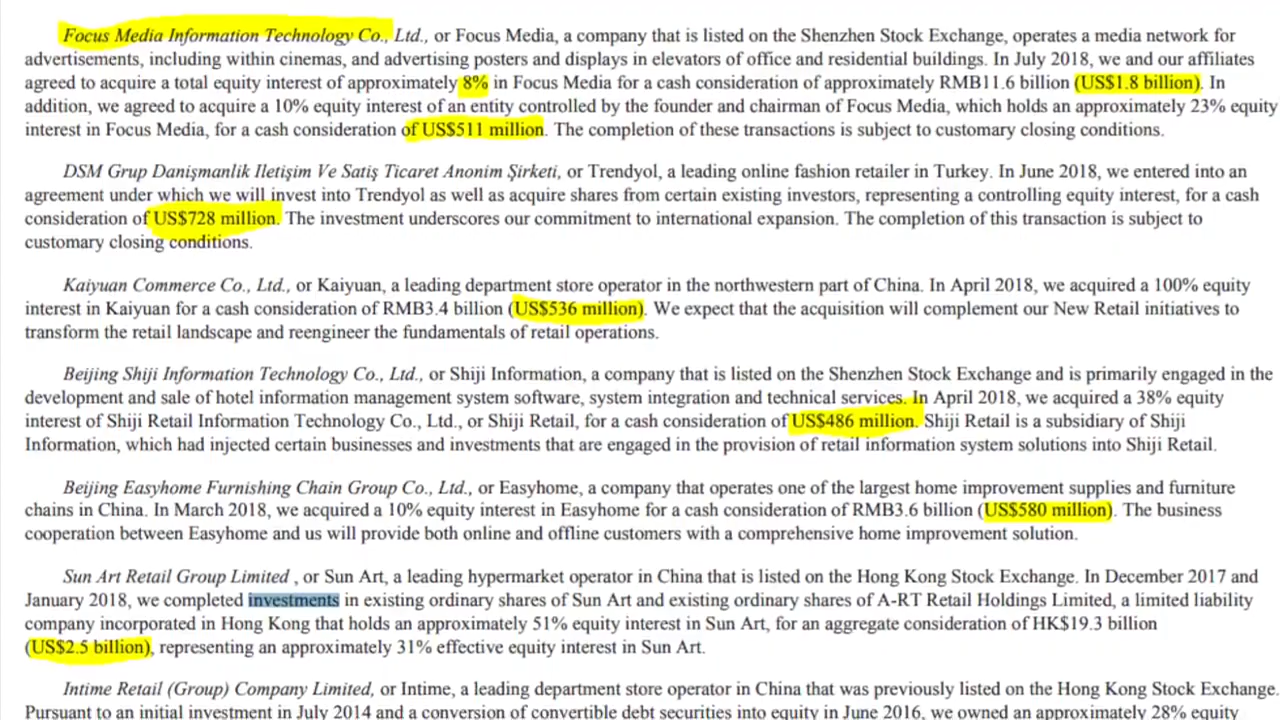 Focus Media Information Technology Co., Ltd., or Focus Media, a company that is listed on the Shenzhen Stock Exchange, operates a media network for
advertisements, including within cinemas, and advertising posters and displays in elevators of office and residential buildings. In July 2018, we and our affiliates
agreed to acquire a total equity interest of approximately 8% in Focus Media for a cash consideration of approximately RMB11.6 billion (US$1.8 billion). In
addition, we agreed to acquire a 10% equity interest of an entity controlled by the founder and chairman of Focus Media, which holds an approximately 23% equity
interest in Focus Media, for a cash consideration of US$511 million. The completion of these transactions is subject to customary closing conditions.
DSM Grup Danişmanlik Iletişim Ve Satiş Ticaret Anonim Şirketi, or Trendyol, a leading online fashion retailer in Turkey. In June 2018, we entered into an
agreement under which we will invest into Trendyol as well as acquire shares from certain existing investors, representing a controlling equity interest, for a cash
consideration of US$728 million. The investment underscores our commitment to international expansion. The completion of this transaction is subject to
customary closing conditions.
Kaiyuan Commerce Co., Ltd., or Kaiyuan, a leading department store operator in the northwestern part of China. In April 2018, we acquired a 100% equity
interest in Kaiyuan for a cash consideration of RMB3.4 billion (US$536 million). We expect that the acquisition will complement our New Retail initiatives to
transform the retail landscape and reengineer the fundamentals of retail operations.
Beijing Shiji Information Technology Co., Ltd., or Shiji Information, a company that is listed on the Shenzhen Stock Exchange and is primarily engaged in the
development and sale of hotel information management system software, system integration and technical services. In April 2018, we acquired a 38% equity
interest of Shiji Retail Information Technology Co., Ltd., or Shiji Retail, for a cash consideration of US$486 million. Shiji Retail is a subsidiary of Shiji
Information, which had injected certain businesses and investments that are engaged in the provision of retail information system solutions into Shiji Retail.
Beijing Easyhome Furnishing Chain Group Co., Ltd., or Easyhome, a company that operates one of the largest home improvement supplies and furniture
chains in China. In March 2018, we acquired a 10% equity interest in Easyhome for a cash consideration of RMB3.6 billion (US$580 million). The business
cooperation between Easyhome and us will provide both online and offline customers with a comprehensive home improvement solution.
Sun Art Retail Group Limited , or Sun Art, a leading hypermarket operator in China that is listed on the Hong Kong Stock Exchange. In December 2017 and
January 2018, we completed investments in existing ordinary shares of Sun Art and existing ordinary shares of A-RT Retail Holdings Limited, a limited liability
company incorporated in Hong Kong that holds an approximately 51% equity interest in Sun Art, for an aggregate consideration of HK$19.3 billion
(US$2.5 billion), representing an approximately 31% effective equity interest in Sun Art.
Intime Retail (Group) Company Limited, or Intime, a leading department store operator in China that was previously listed on the Hong Kong Stock Exchange.
Pursuant to an initial investment in July 2014 and a conversion of convertible debt securities into equity in June 2016, we owned an approximately 28% equity